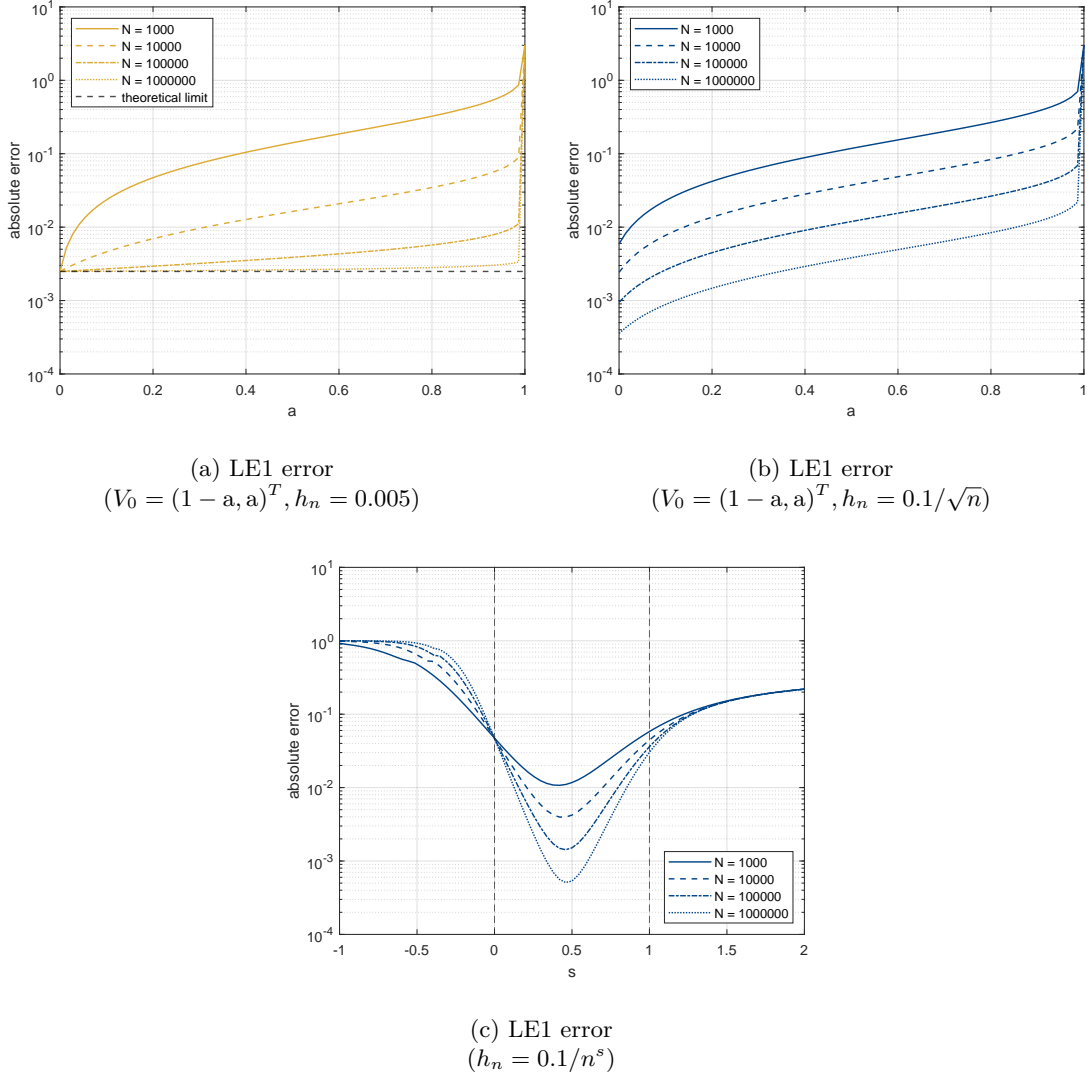 N = 1000
N = 10000
N = 100000
N = 1000000
theoretical limit
10^1
10^0
10^-1
10^-2
10^-3
10^-4
absolute error
0 0.2 0.4 0.6 0.8 1
a
(a) LE1 error
(V_0 = (1 − a, a)^T, h_n = 0.005)
N = 1000
N = 10000
N = 100000
N = 1000000
10^1
10^0
10^-1
10^-2
10^-3
10^-4
absolute error
0 0.2 0.4 0.6 0.8 1
a
(b) LE1 error
(V_0 = (1 − a, a)^T, h_n = 0.1/√n)
10^1
10^0
10^-1
10^-2
10^-3
10^-4
absolute error
N = 1000
N = 10000
N = 100000
N = 1000000
-1 -0.5 0 0.5 1 1.5 2
s
(c) LE1 error
(h_n = 0.1/n^s)